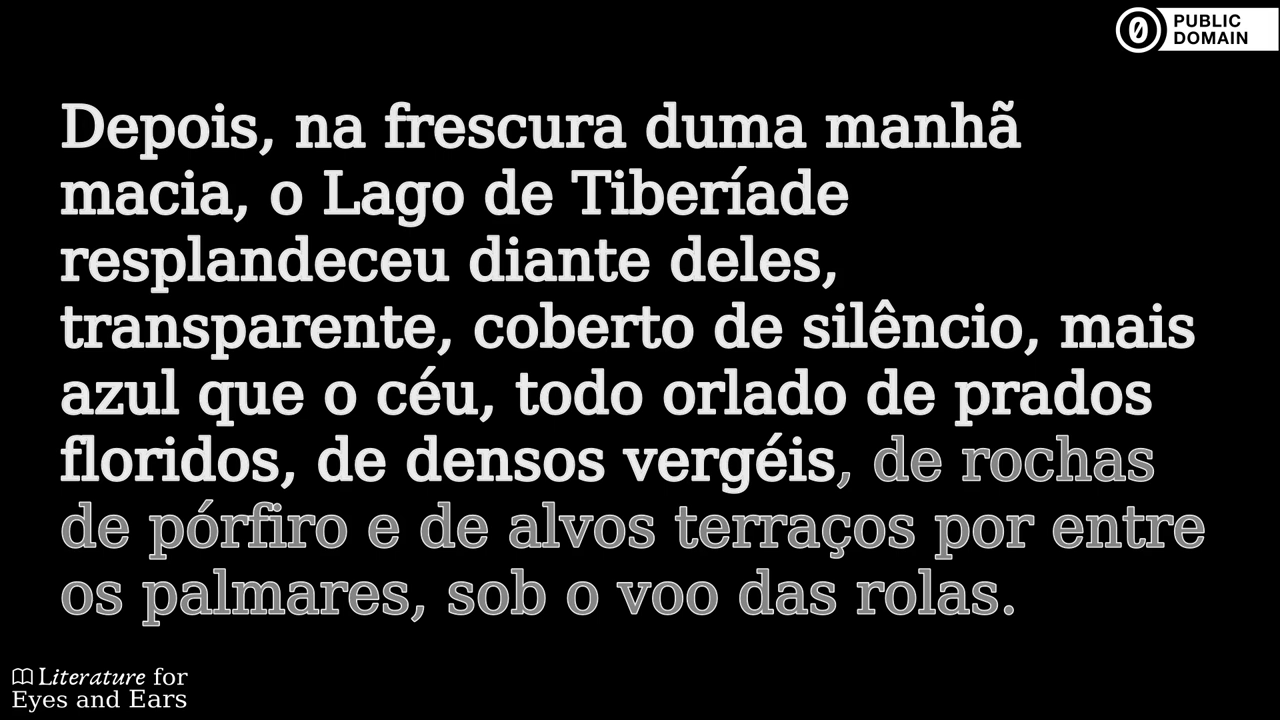 PUBLIC
DOMAIN
Depois, na frescura duma manhã
macia, o Lago de Tiberíade
resplandeceu diante deles,
transparente, coberto de silêncio, mais
azul que o céu, todo orlado de prados
floridos, de densos vergéis, de rochas
de pórfiro e de alvos terraços por entre
os palmares, sob o voo das rolas.
Literature for
Eyes and Ears